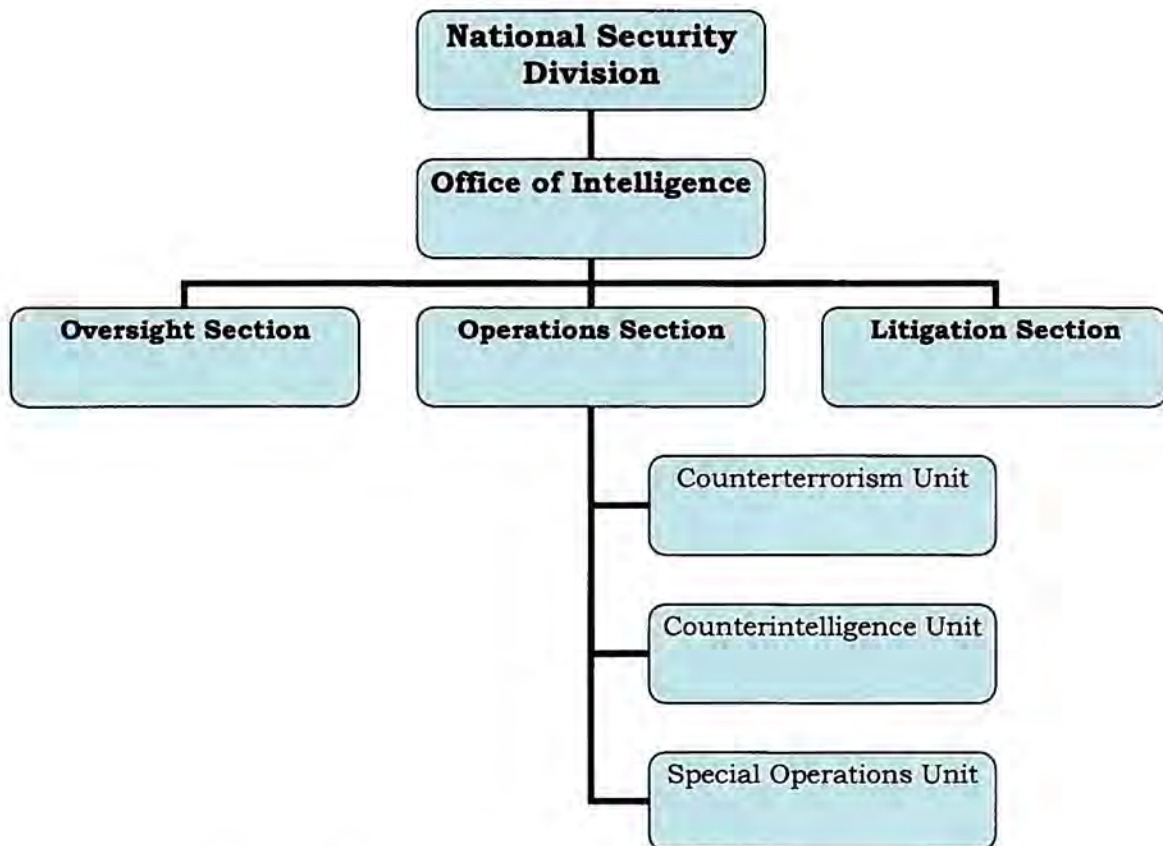 National Security
Division
Office of Intelligence
Oversight Section
Operations Section
Litigation Section
Counterterrorism Unit
Counterintelligence Unit
Special Operations Unit